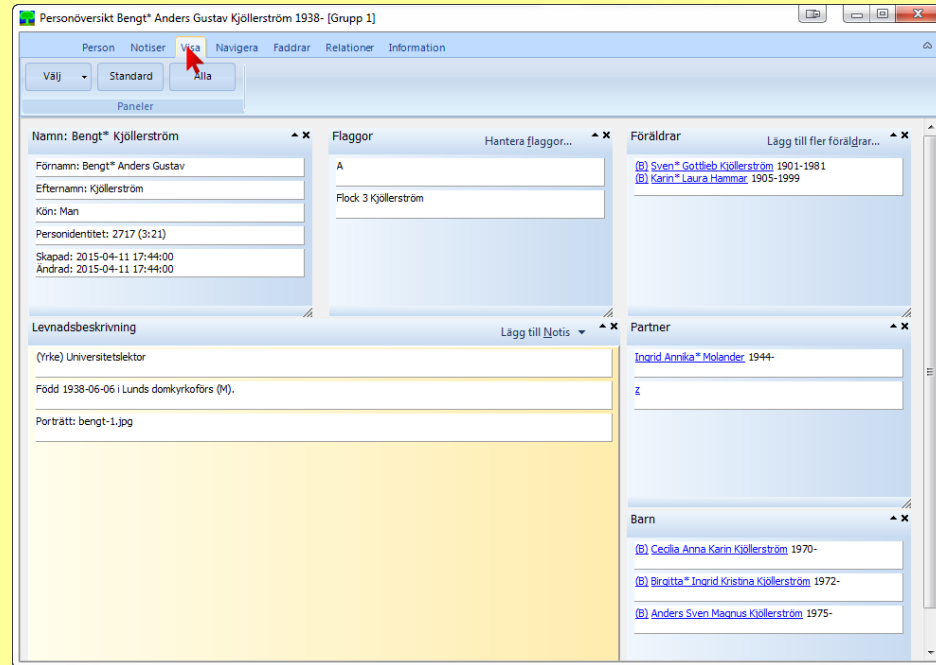 Personöversikt Bengt* Anders Gustav Kjöllerström 1938- [Grupp 1]
Person Notiser Visa Navigera Faddrar Relationer Information
Välj Standard Alla
Paneler
Namn: Bengt* Kjöllerström
Förnamn: Bengt* Anders Gustav
Efternamn: Kjöllerström
Kön: Man
Personidentitet: 2717 (3:21)
Skapad: 2015-04-11 17:44:00
Ändrad: 2015-04-11 17:44:00
Flaggor Hantera flaggor...
A
Flock 3 Kjöllerström
Föräldrar Lägg till fler föräldrar...
(B) Sven* Gottlieb Kjöllerström 1901-1981
(B) Karin* Laura Hammar 1905-1999
Levnadsbeskrivning Lägg till Notis
(Yrke) Universitetslektor
Född 1938-06-06 i Lunds domkyrkoförs (M).
Porträtt: bengt-1.jpg
Partner
Ingrid Annika* Molander 1944-
z
Barn
(B) Cecilia Anna Karin Kjöllerström 1970-
(B) Birgitta* Ingrid Kristina Kjöllerström 1972-
(B) Anders Sven Magnus Kjöllerström 1975-